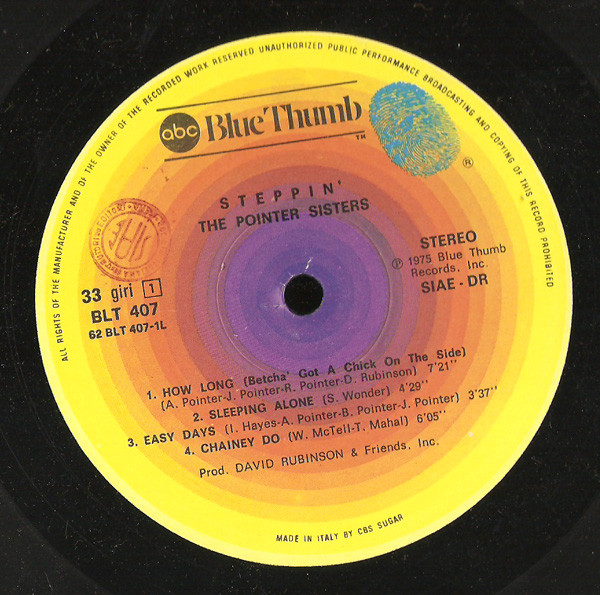 ALL RIGHTS OF THE MANUFACTURER AND OF THE OWNER OF THE RECORDED WORK RESERVED UNAUTHORIZED PUBLIC PERFORMANCE BROADCASTING AND COPYING OF THIS RECORD PROHIBITED
abc Blue Thumb TM
®
STEPPIN'
THE POINTER SISTERS
STEREO
℗ 1975 Blue Thumb
Records, Inc.
SIAE - DR
33 giri 1
BLT 407
62 BLT 407-1L
1. HOW LONG (Betcha' Got A Chick On The Side)
(A. Pointer-J. Pointer-R. Pointer-D. Rubinson) 7'21''
2. SLEEPING ALONE (S. Wonder) 4'29''
3. EASY DAYS (I. Hayes-A. Pointer-B. Pointer-J. Pointer) 3'37''
4. CHAINEY DO (W. McTell-T. Mahal) 6'05''
Prod. DAVID RUBINSON & Friends, Inc.
MADE IN ITALY BY CBS SUGAR